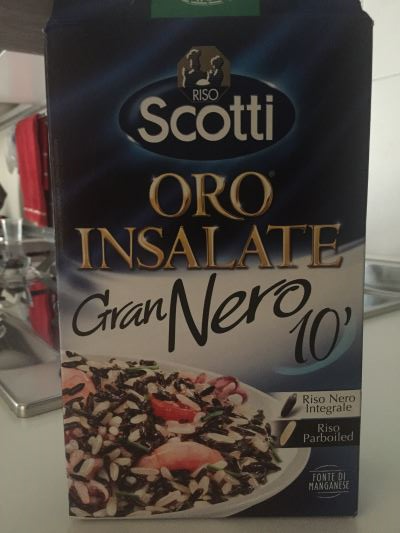 RISO
Scotti
ORO®
INSALATE
Gran Nero
10'
Riso Nero
Integrale
Riso
Parboiled
FONTE DI
MANGANESE